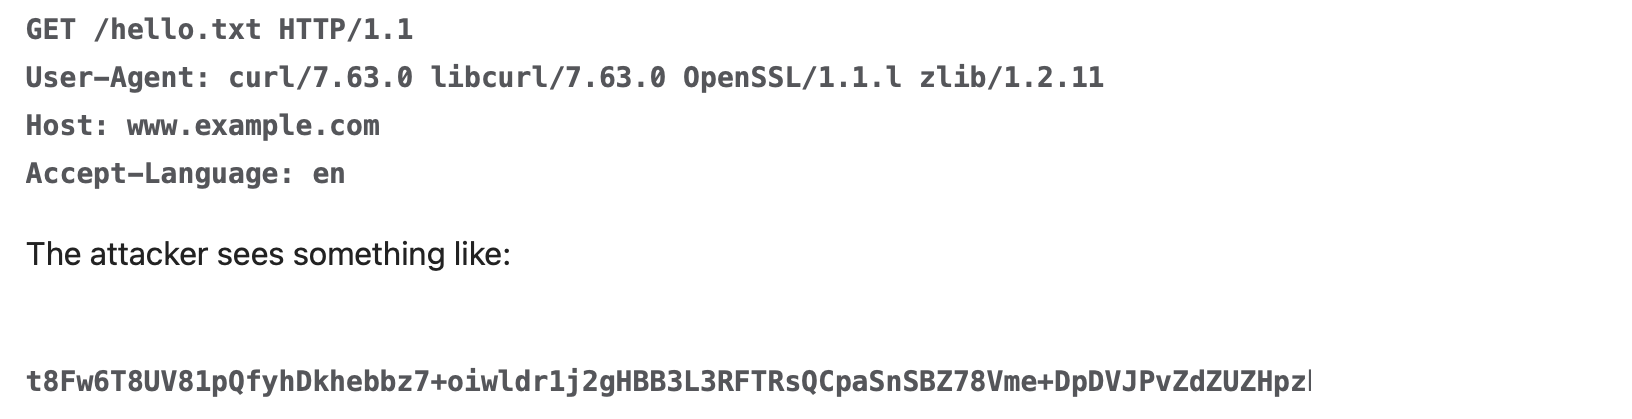 GET /hello.txt HTTP/1.1
User-Agent: curl/7.63.0 libcurl/7.63.0 OpenSSL/1.1.l zlib/1.2.11
Host: www.example.com
Accept-Language: en
The attacker sees something like:
t8Fw6T8UV81pQfyhDkhebbz7+oiwldr1j2gHBB3L3RFTRsQCpaSnSBZ78Vme+DpDVJPvZdZUZHpz